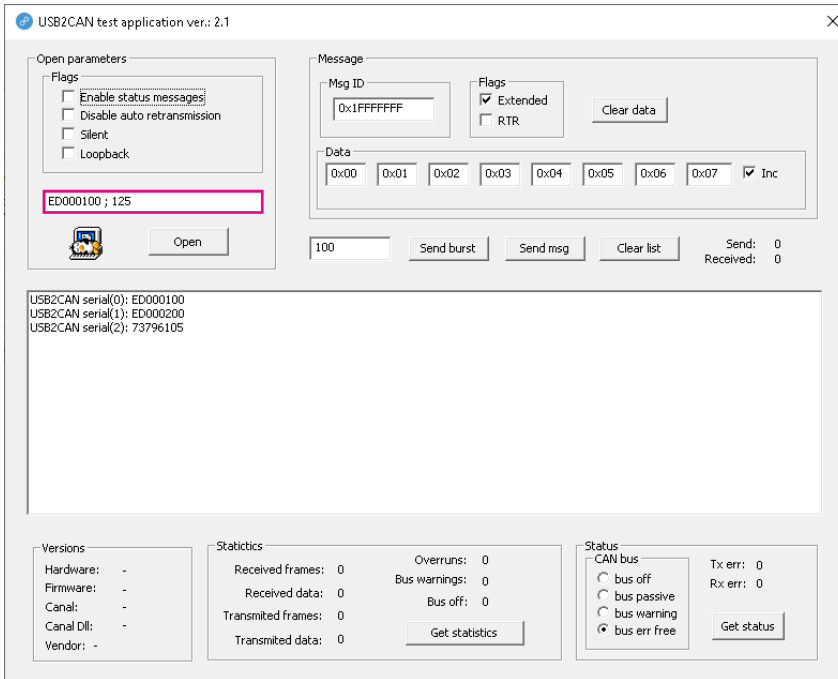 USB2CAN test application ver.: 2.1
Open parameters
Flags
Enable status messages
Disable auto retransmission
Silent
Loopback
ED000100 ; 125
Open
Message
Msg ID
0x1FFFFFFF
Flags
Extended
RTR
Clear data
Data
0x00 0x01 0x02 0x03 0x04 0x05 0x06 0x07 Inc
100 Send burst Send msg Clear list
Send: 0
Received: 0
USB2CAN serial(0): ED000100
USB2CAN serial(1): ED000200
USB2CAN serial(2): 73796105
Versions
Hardware: -
Firmware: -
Canal: -
Canal Dll: -
Vendor: -
Statictics
Received frames: 0
Received data: 0
Transmited frames: 0
Transmited data: 0
Overruns: 0
Bus warnings: 0
Bus off: 0
Get statistics
Status
CAN bus
bus off
bus passive
bus warning
bus err free
Tx err: 0
Rx err: 0
Get status